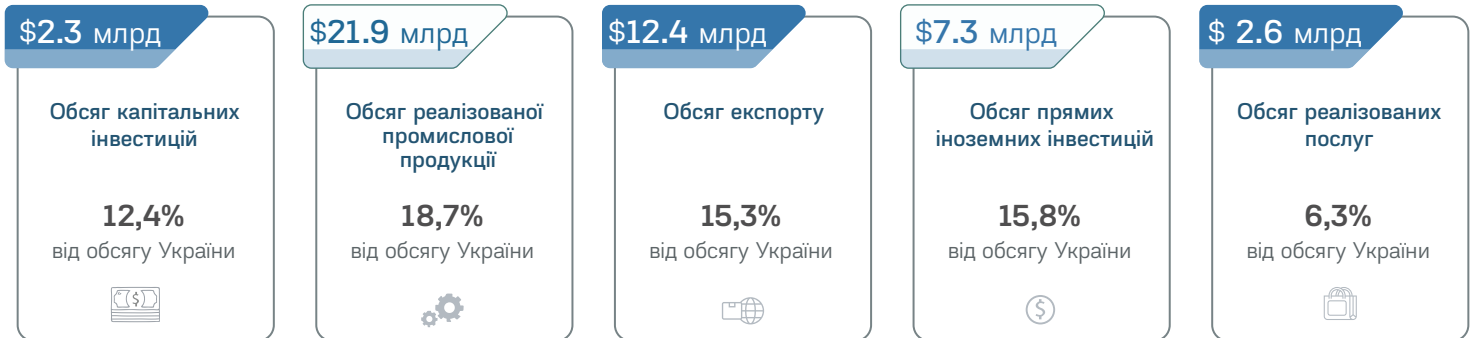 $2.3 млрд
Обсяг капітальних
інвестицій
12,4%
від обсягу України
$21.9 млрд
Обсяг реалізованої
промислової
продукції
18,7%
від обсягу України
$12.4 млрд
Обсяг експорту
15,3%
від обсягу України
$7.3 млрд
Обсяг прямих
іноземних інвестицій
15,8%
від обсягу України
$ 2.6 млрд
Обсяг реалізованих
послуг
6,3%
від обсягу України